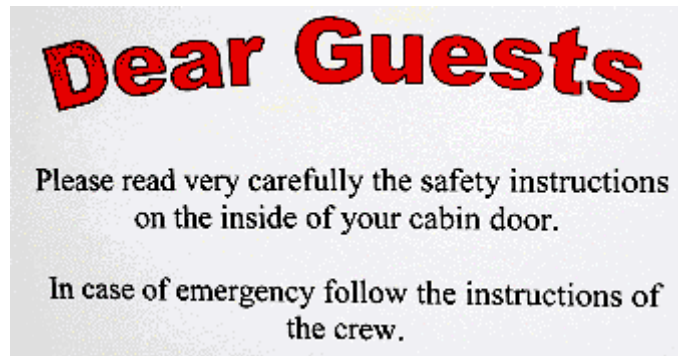 Dear Guests
Please read very carefully the safety instructions
on the inside of your cabin door.
In case of emergency follow the instructions of
the crew.